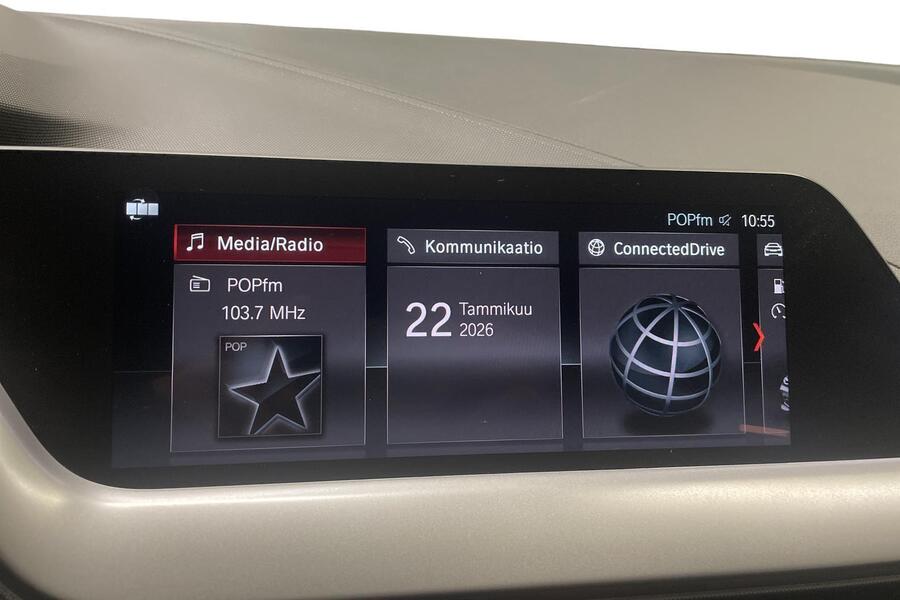 POPfm 10:55
Media/Radio
POPfm
103.7 MHz
POP
Kommunikaatio
22 Tammikuu
2026
ConnectedDrive